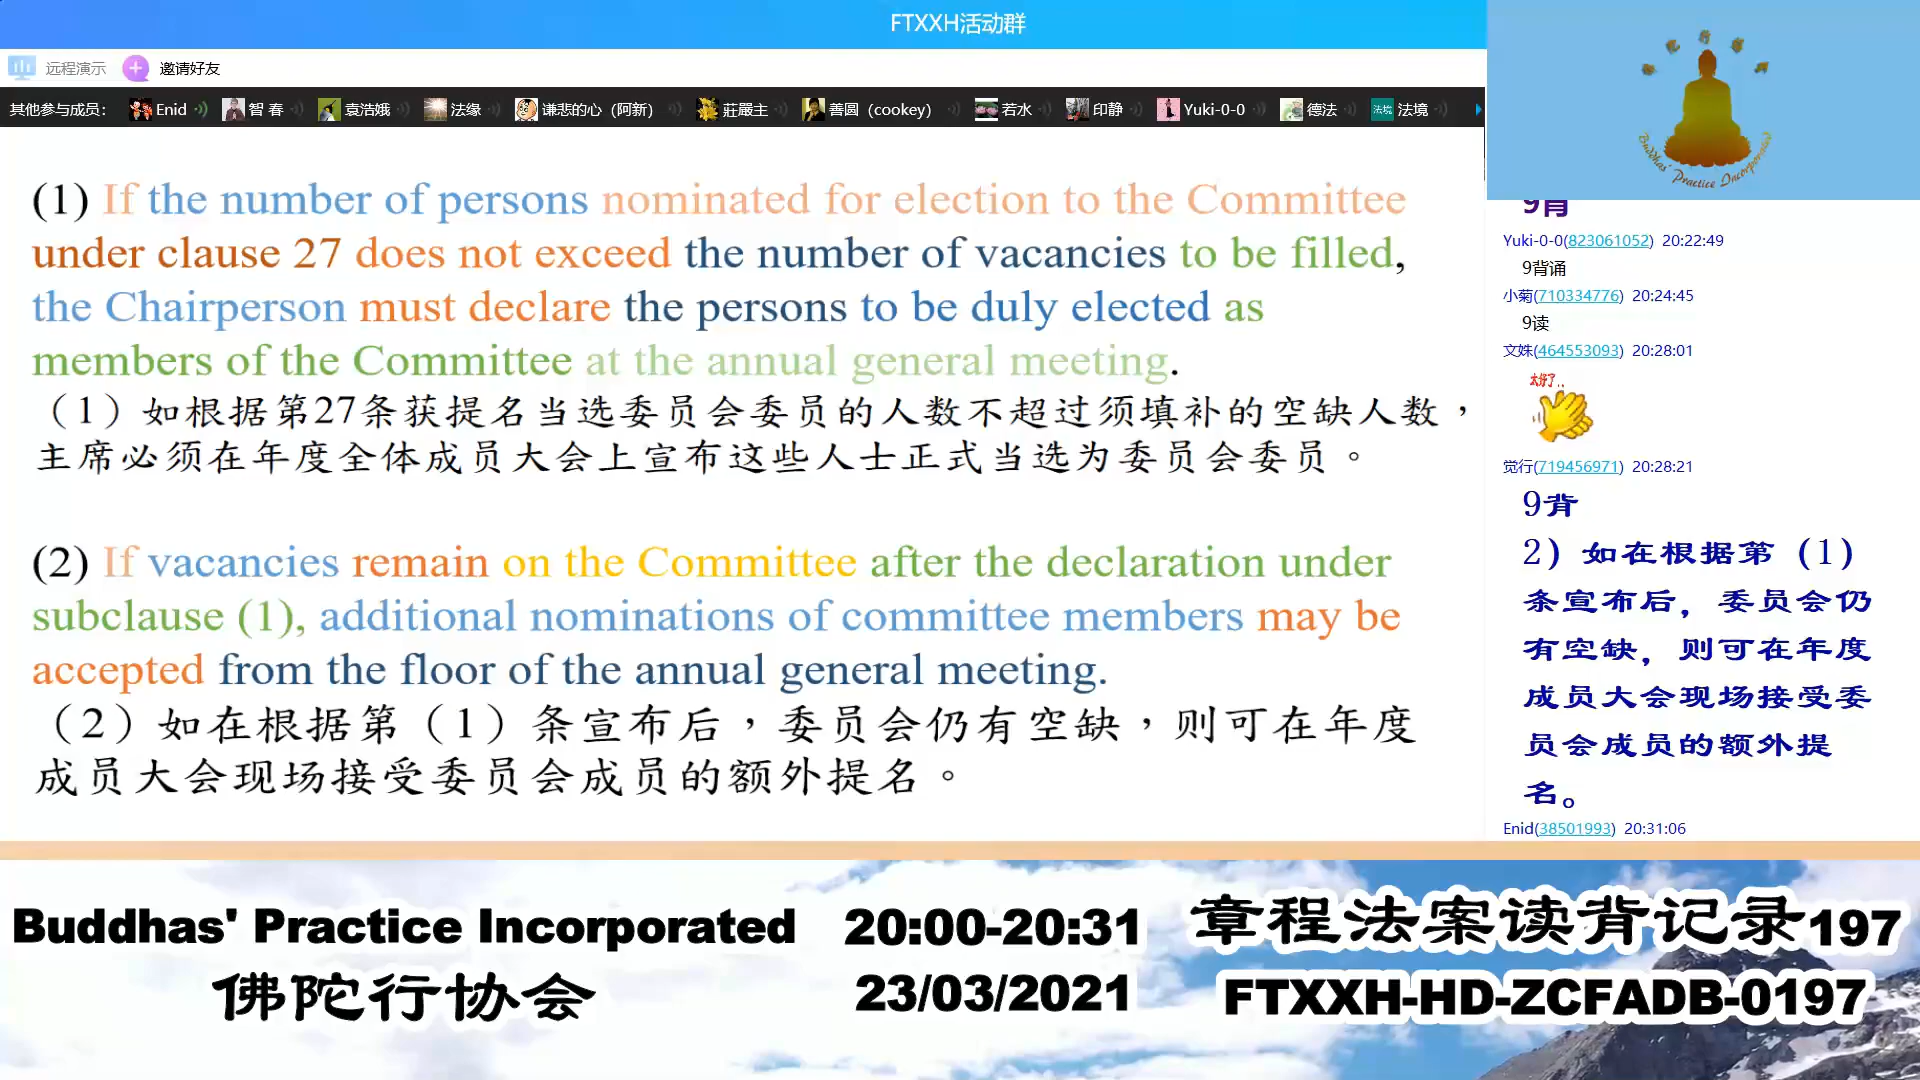 FTXXH活动群
远程演示 邀请好友
其他参与成员： Enid 智 春 袁浩娥 法缘 谦悲的心（阿新） 莊嚴主 善圆（cookey） 若水 印静 Yuki-0-0 德法 法境 法境
(1) If the number of persons nominated for election to the Committee
under clause 27 does not exceed the number of vacancies to be filled,
the Chairperson must declare the persons to be duly elected as
members of the Committee at the annual general meeting.
（1）如根据第27条获提名当选委员会委员的人数不超过须填补的空缺人数，
主席必须在年度全体成员大会上宣布这些人士正式当选为委员会委员。
(2) If vacancies remain on the Committee after the declaration under
subclause (1), additional nominations of committee members may be
accepted from the floor of the annual general meeting.
（2）如在根据第（1）条宣布后，委员会仍有空缺，则可在年度
成员大会现场接受委员会成员的额外提名。
Buddhas' Practice Incorporated
9背
Yuki-0-0(823061052) 20:22:49
9背诵
小菊(710334776) 20:24:45
9读
文姝(464553093) 20:28:01
太好了..
觉行(719456971) 20:28:21
9背
2）如在根据第（1）
条宣布后，委员会仍
有空缺，则可在年度
成员大会现场接受委
员会成员的额外提
名。
Enid(38501993) 20:31:06
Buddhas' Practice Incorporated
佛陀行协会
20:00-20:31
23/03/2021
章程法案读背记录197
FTXXH-HD-ZCFADB-0197